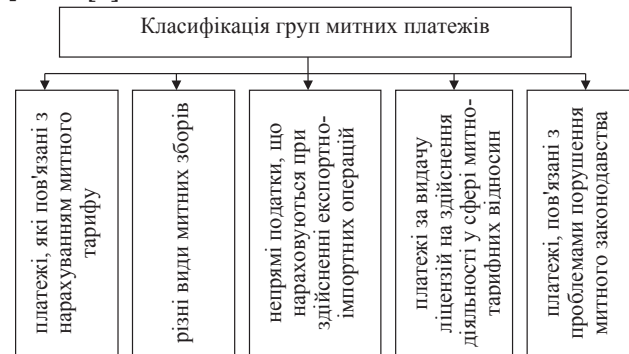 Класифікація груп митних платежів
платежі, які пов'язані з
нарахуванням митного
тарифу
різні види митних зборів
непрямі податки, що
нараховуються при
здійсненні експортно-
імпортних операцій
платежі за видачу
ліцензій на здійснення
діяльності у сфері митно-
тарифних відносин
платежі, пов'язані з
проблемами порушення
митного законодавства